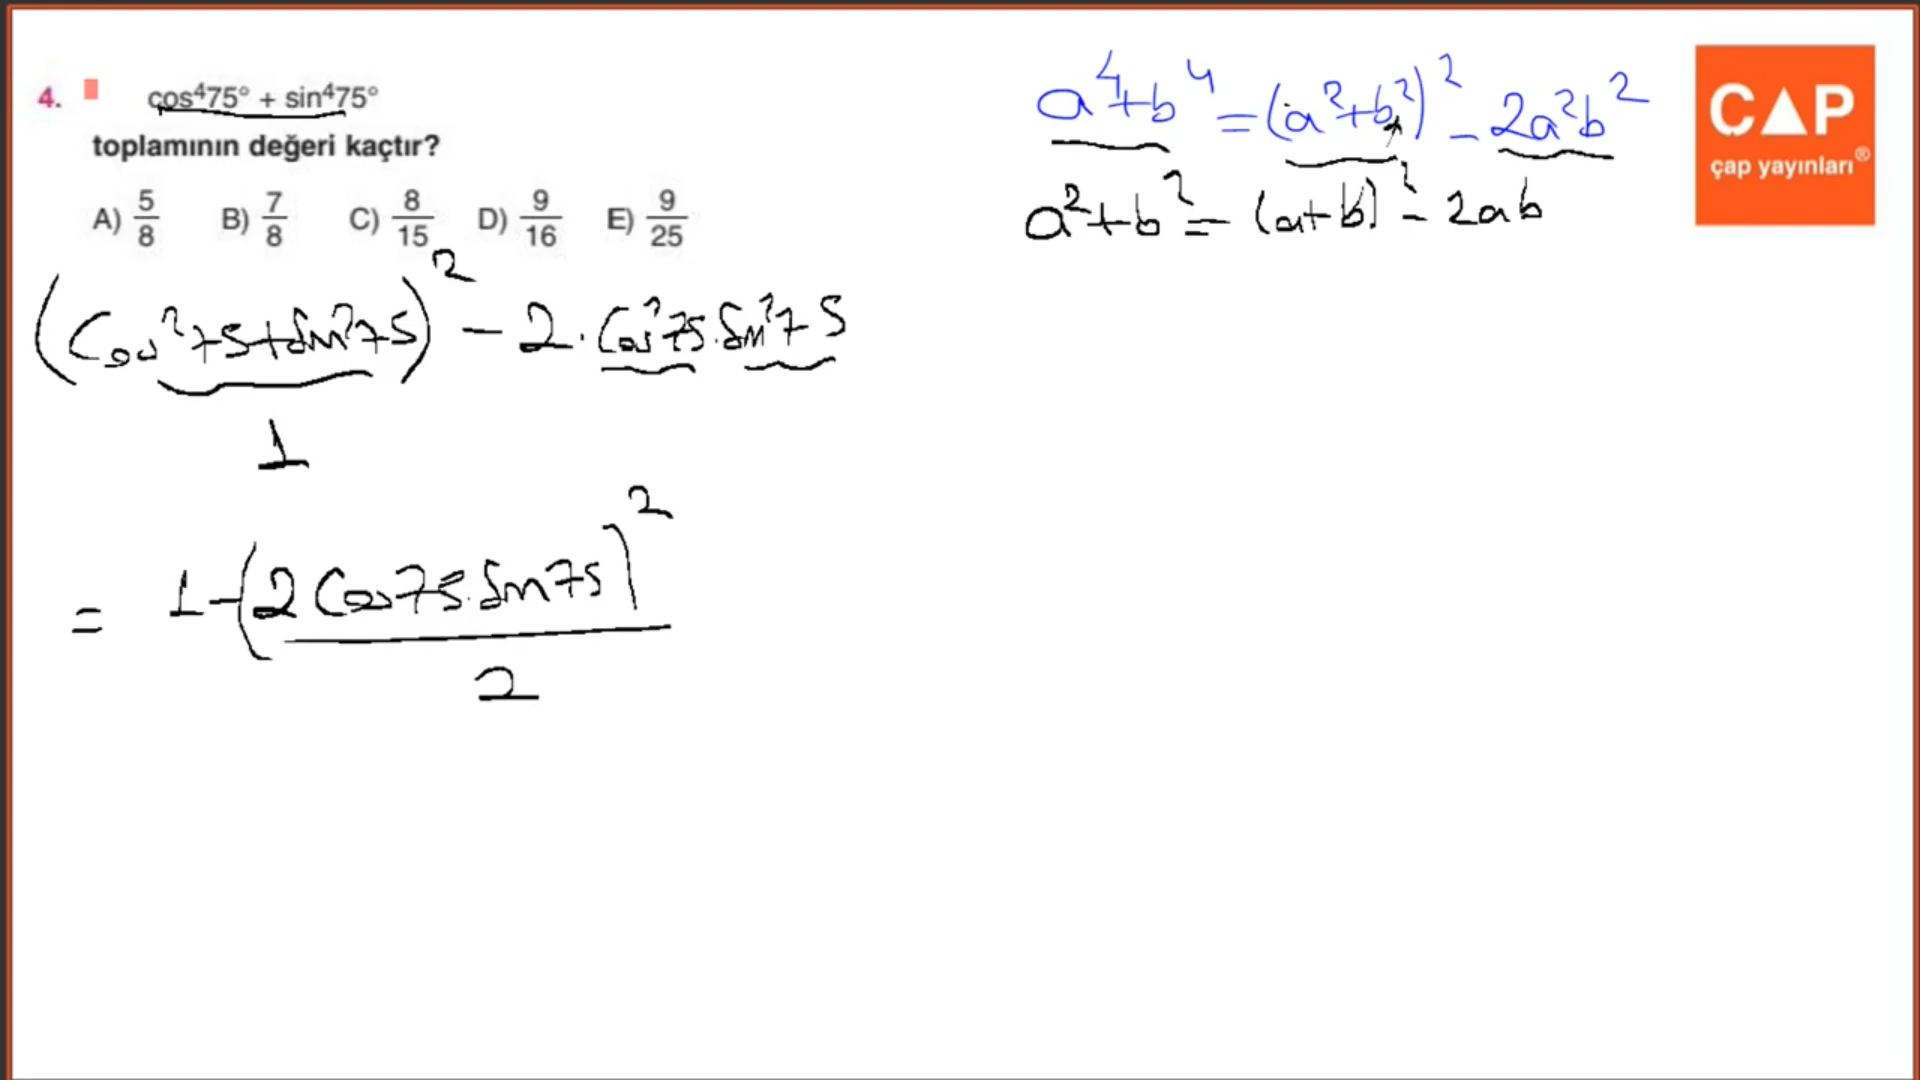 4. cos⁴75° + sin⁴75°
toplamının değeri kaçtır?
A) 5/8 B) 7/8 C) 8/15 D) 9/16 E) 9/25
(Cos²75+Sin²75)² - 2.Cos²75.Sin²75
1
= 1-(2Cos75.Sin75)²
2
a⁴+b⁴=(a²+b²)²-2a²b²
a²+b²=(a+b)²-2ab
CAP
çap yayınları®